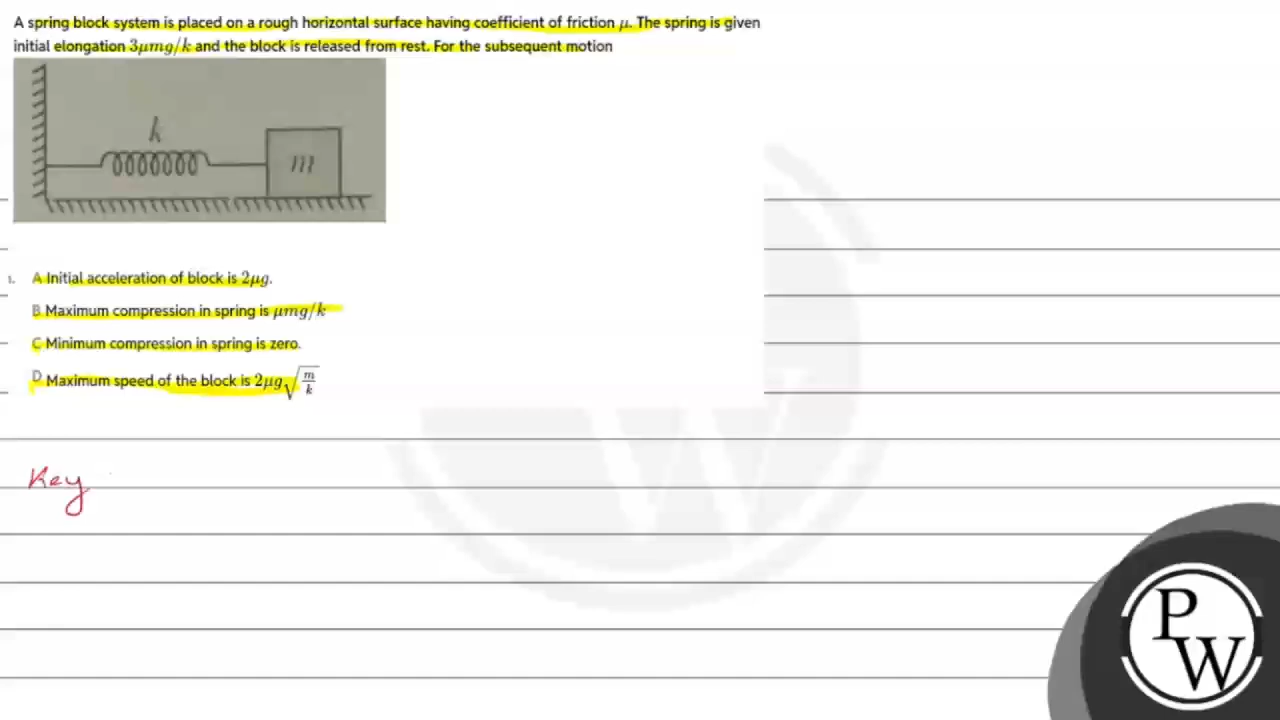 A spring block system is placed on a rough horizontal surface having coefficient of friction μ. The spring is given
initial elongation 3μmg/k and the block is released from rest. For the subsequent motion
k
m
1. A Initial acceleration of block is 2μg.
B Maximum compression in spring is μmg/k
C Minimum compression in spring is zero.
D Maximum speed of the block is 2μg√(m/k)
Key
P
W